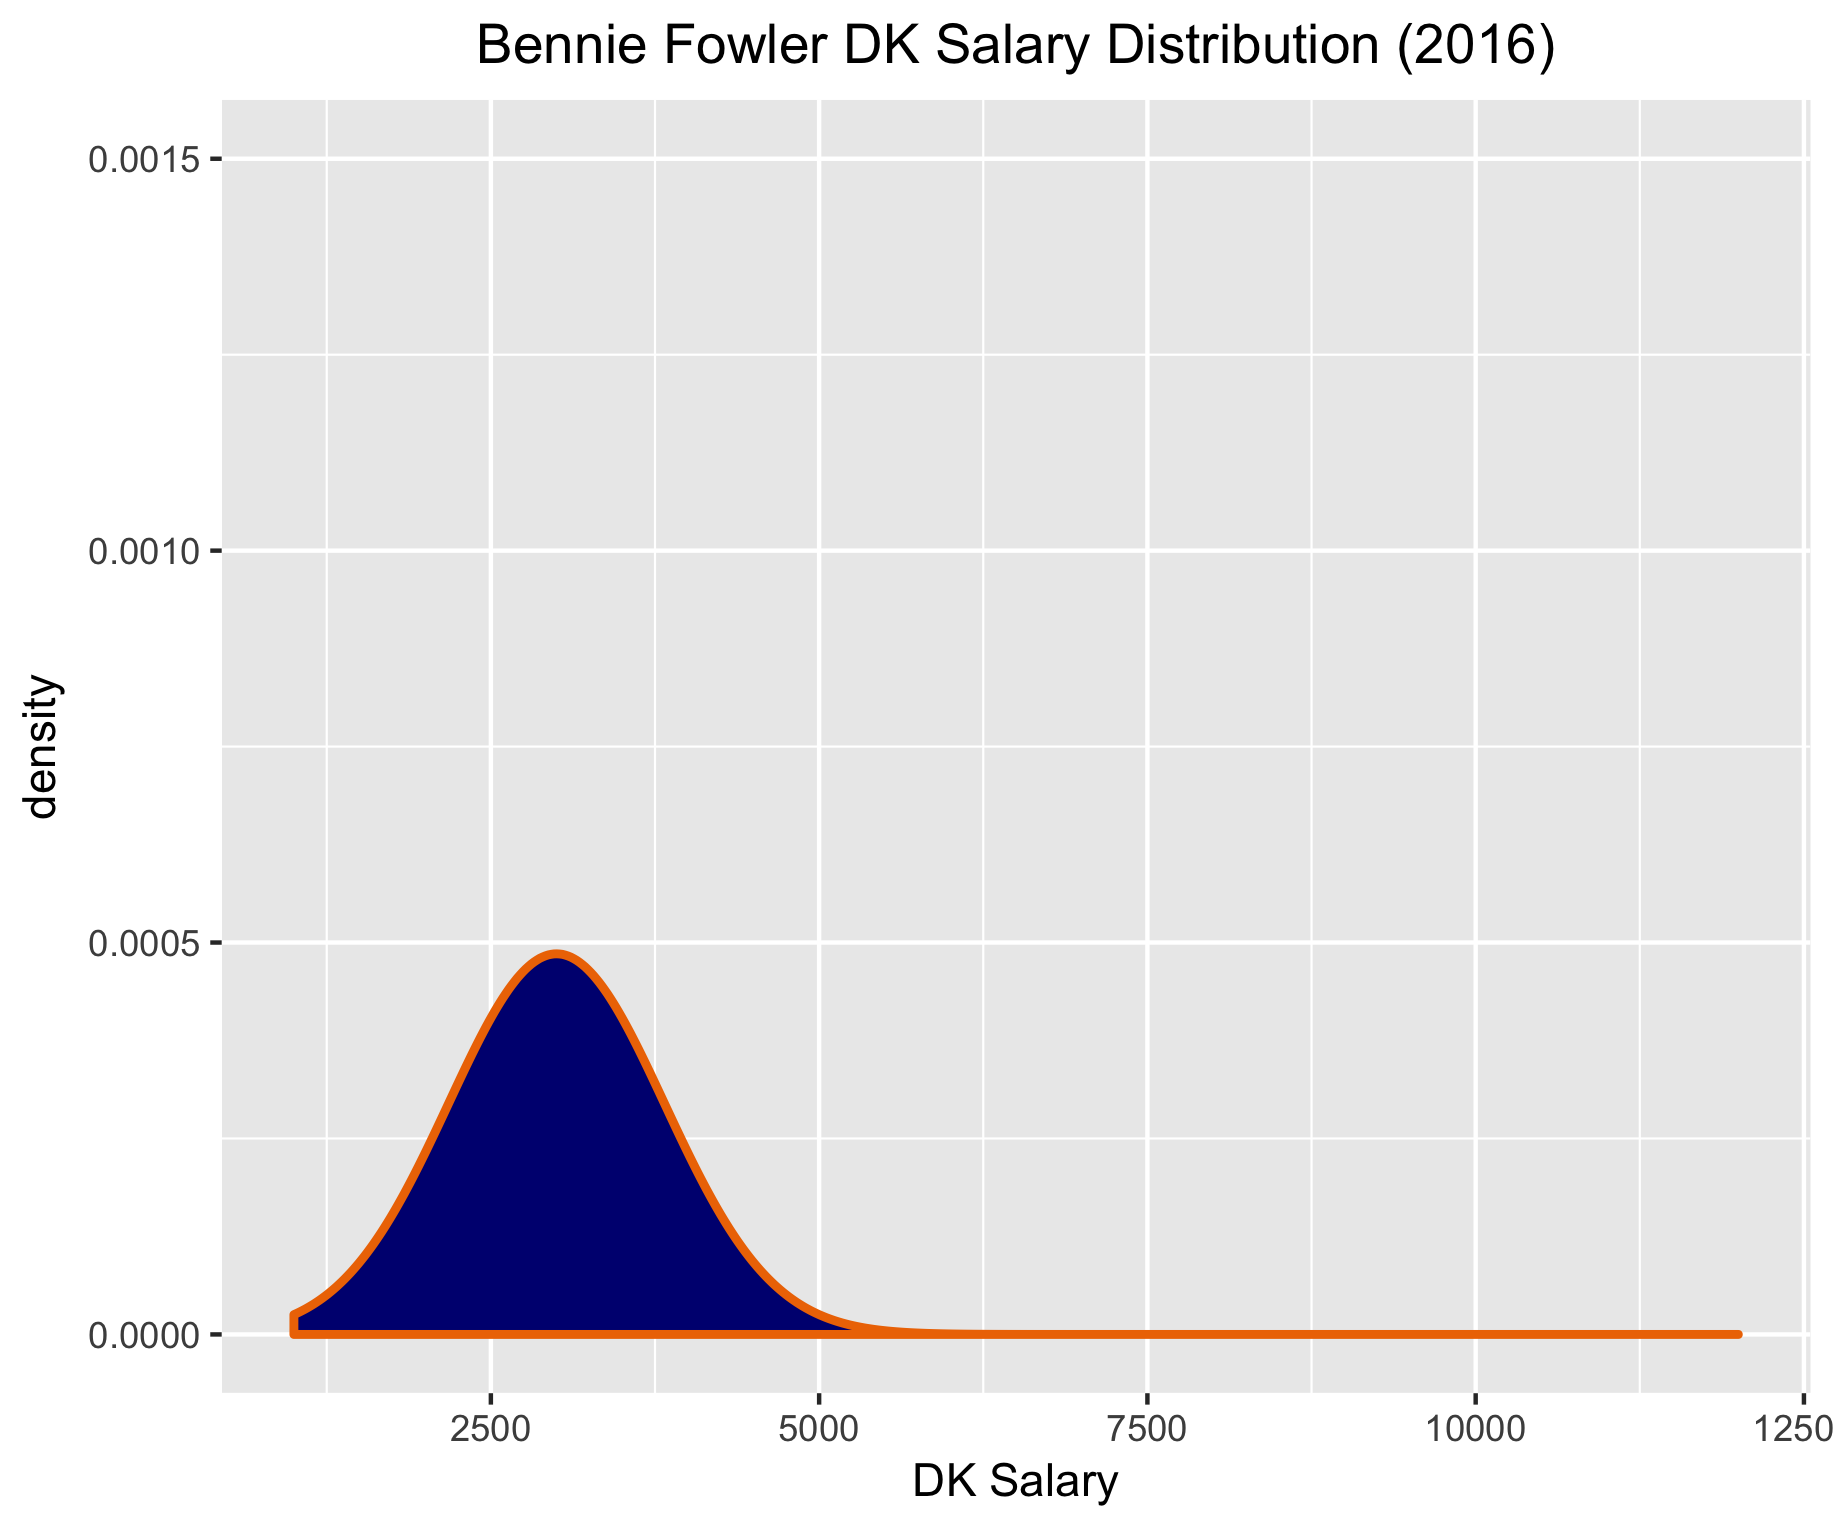 Bennie Fowler DK Salary Distribution (2016)
0.0015
0.0010
0.0005
0.0000
density
2500 5000 7500 10000 1250
DK Salary